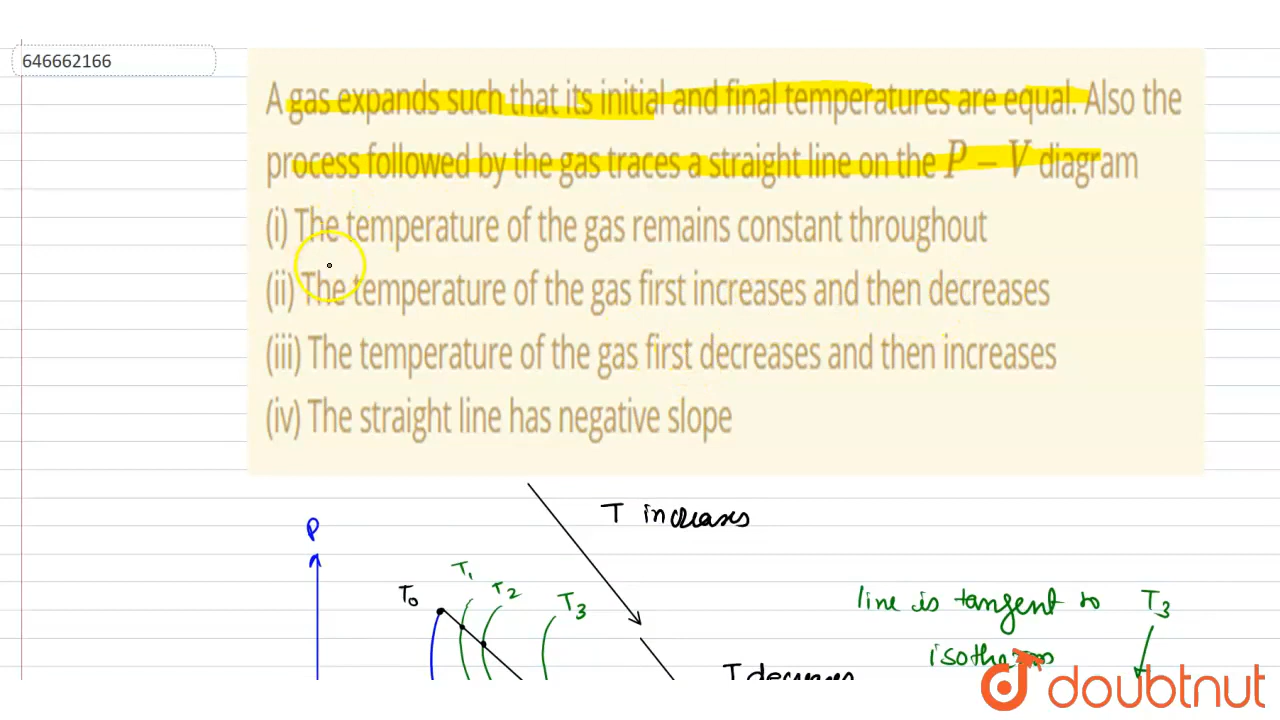 646662166
A gas expands such that its initial and final temperatures are equal. Also the
process followed by the gas traces a straight line on the P − V diagram
(i) The temperature of the gas remains constant throughout
(ii) The temperature of the gas first increases and then decreases
(iii) The temperature of the gas first decreases and then increases
(iv) The straight line has negative slope
T increases
P
T₀ T₁ T₂ T₃
line is tangent to T₃
T decreases
doubtnut